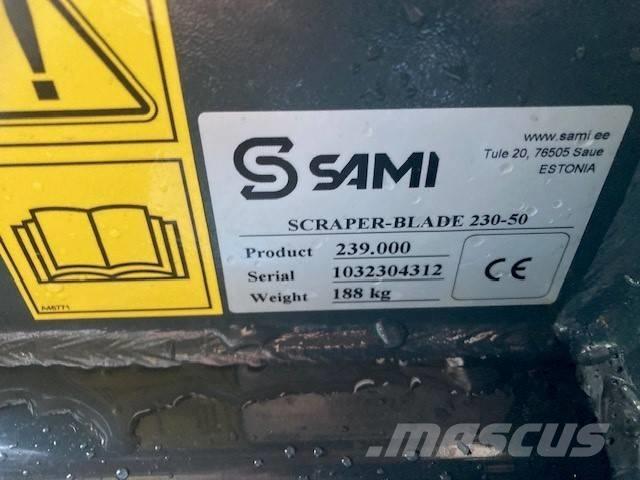 www.sami.ee
Tule 20, 76505 Saue
ESTONIA
SAMI
SCRAPER-BLADE 230-50
Product 239.000
Serial 1032304312
Weight 188 kg
CE
A46771
mascus